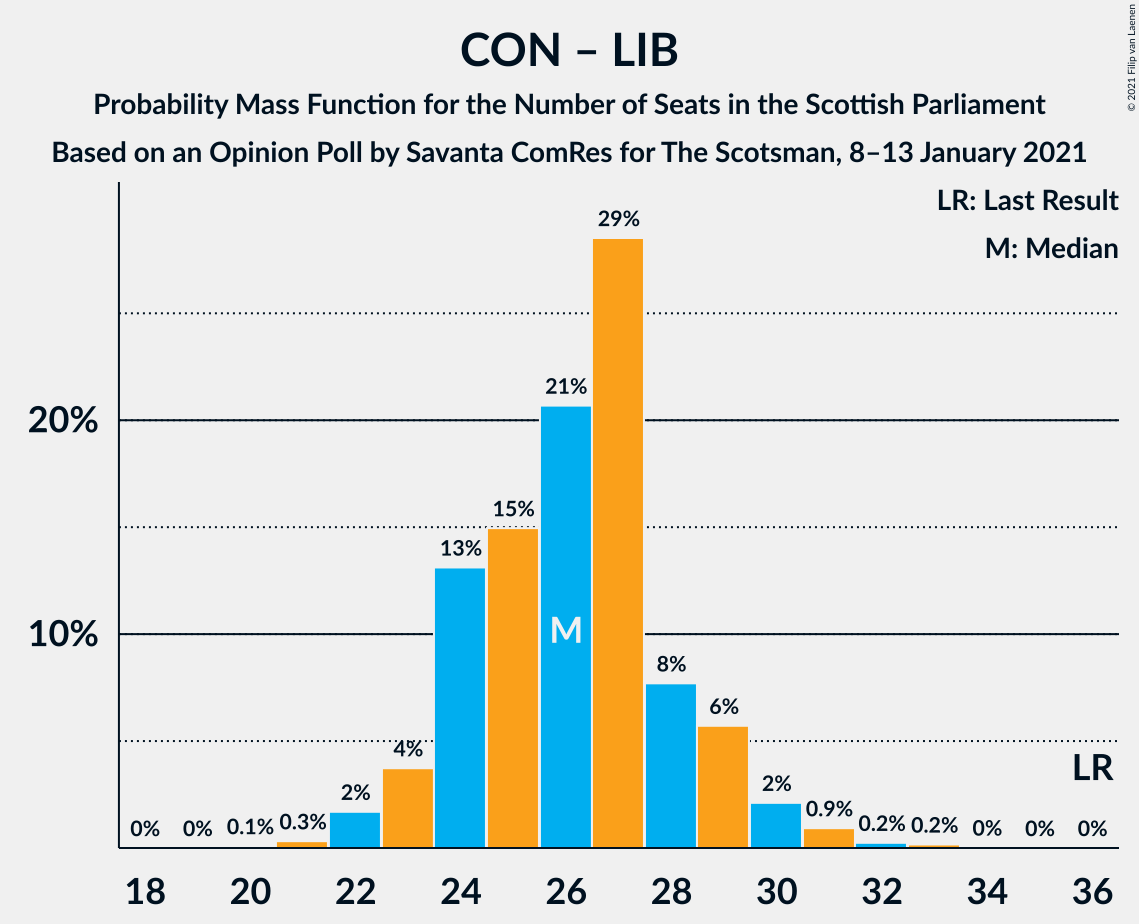 CON – LIB
Probability Mass Function for the Number of Seats in the Scottish Parliament
Based on an Opinion Poll by Savanta ComRes for The Scotsman, 8–13 January 2021
© 2021 Filip van Laenen
LR: Last Result
M: Median
29%
21%
20%
15%
13%
M
10%
8%
6%
4%
LR
2%
2%
0.9%
0% 0% 0.1% 0.3% 0.2% 0.2% 0% 0% 0%
18 20 22 24 26 28 30 32 34 36